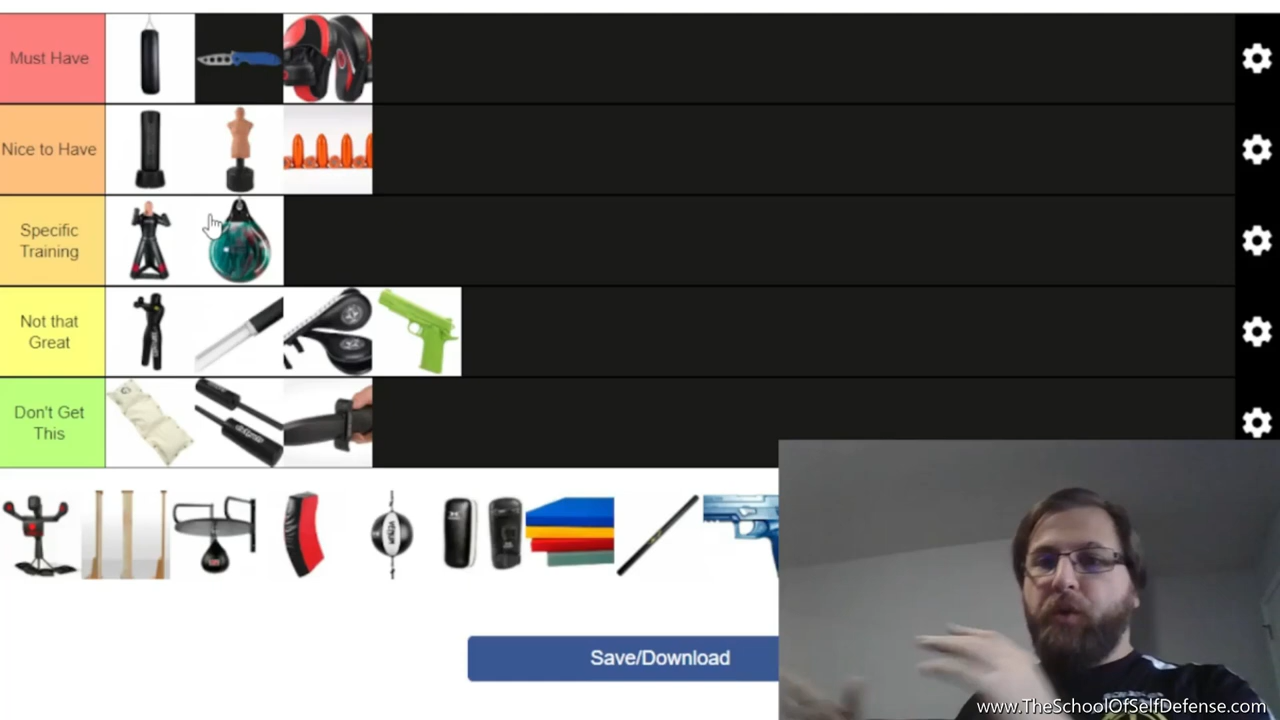 Must Have
Nice to Have
Specific
Training
Not that
Great
Don't Get
This
Save/Download
www.TheSchoolOfSelfDefense.com